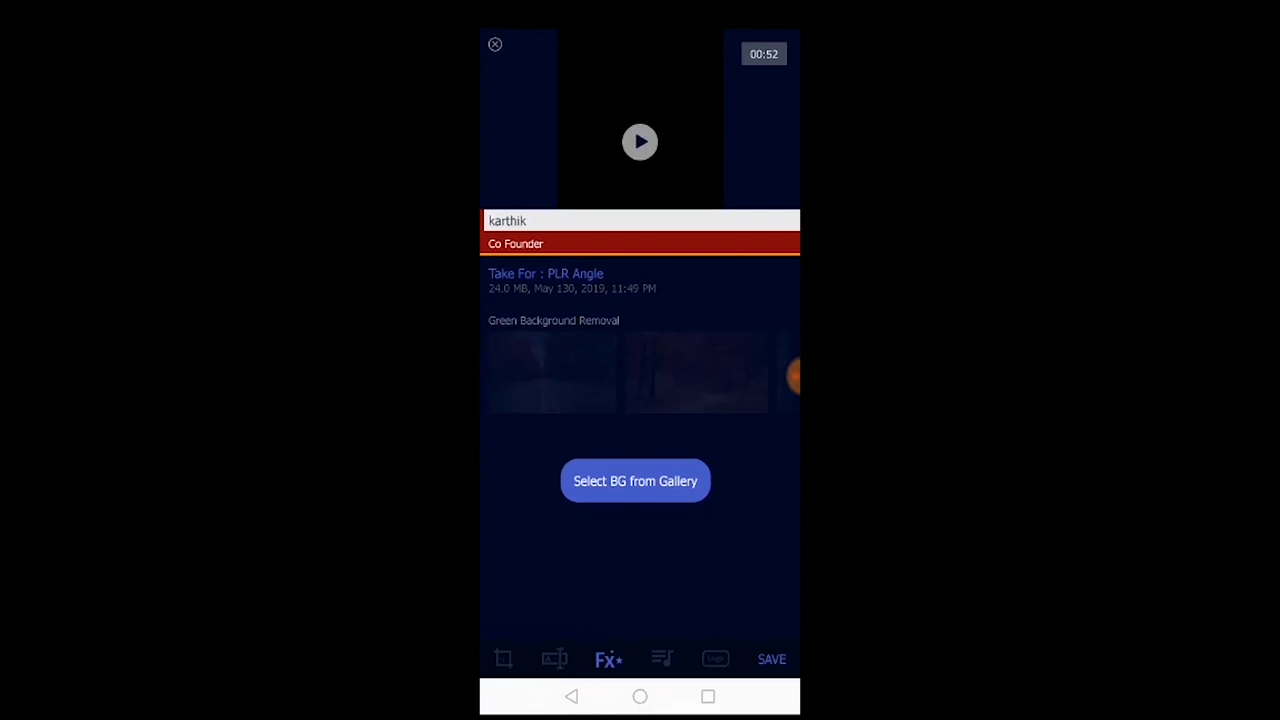 00:52
karthik
Co Founder
Take For : PLR Angle
24.0 MB, May 130, 2019, 11:49 PM
Green Background Removal
Select BG from Gallery
A
Fx
Logo
SAVE